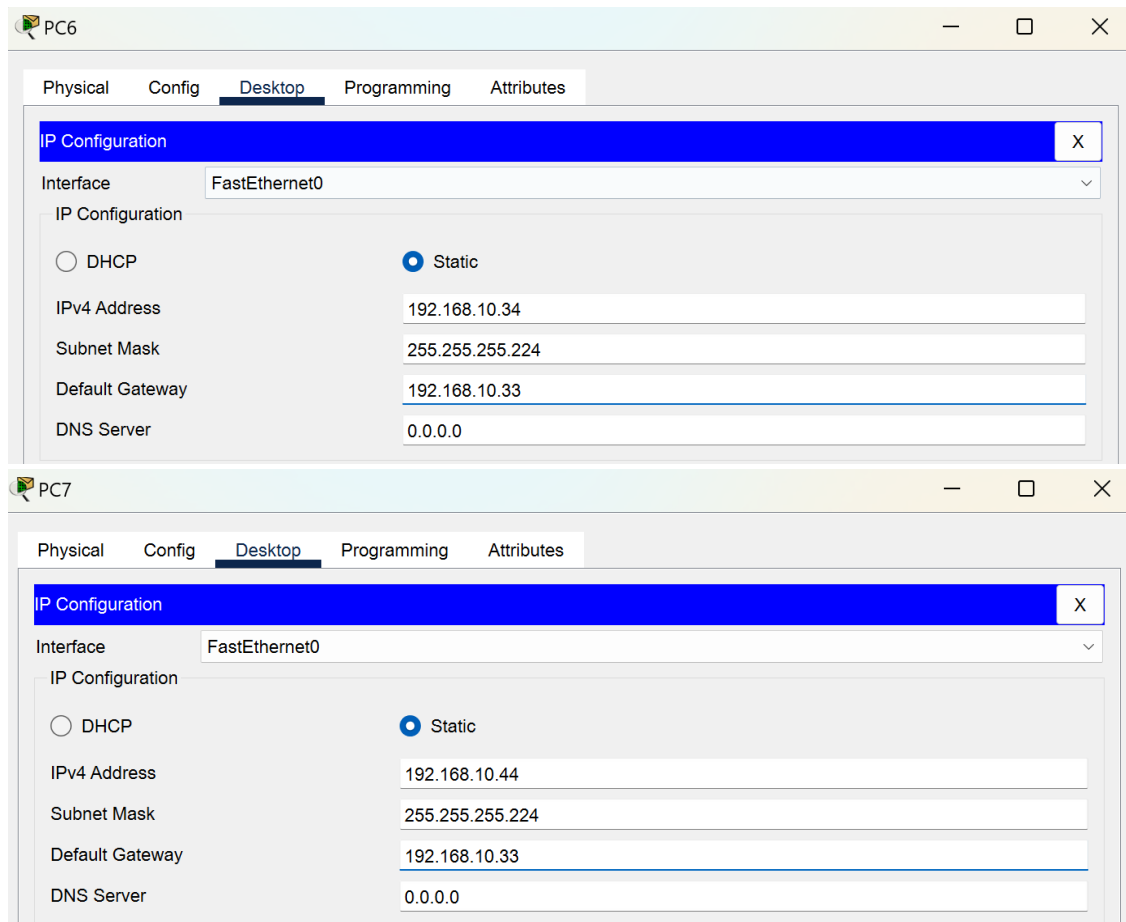 PC6
Physical Config Desktop Programming Attributes
IP Configuration X
Interface FastEthernet0
IP Configuration
DHCP Static
IPv4 Address 192.168.10.34
Subnet Mask 255.255.255.224
Default Gateway 192.168.10.33
DNS Server 0.0.0.0
PC7
Physical Config Desktop Programming Attributes
IP Configuration X
Interface FastEthernet0
IP Configuration
DHCP Static
IPv4 Address 192.168.10.44
Subnet Mask 255.255.255.224
Default Gateway 192.168.10.33
DNS Server 0.0.0.0